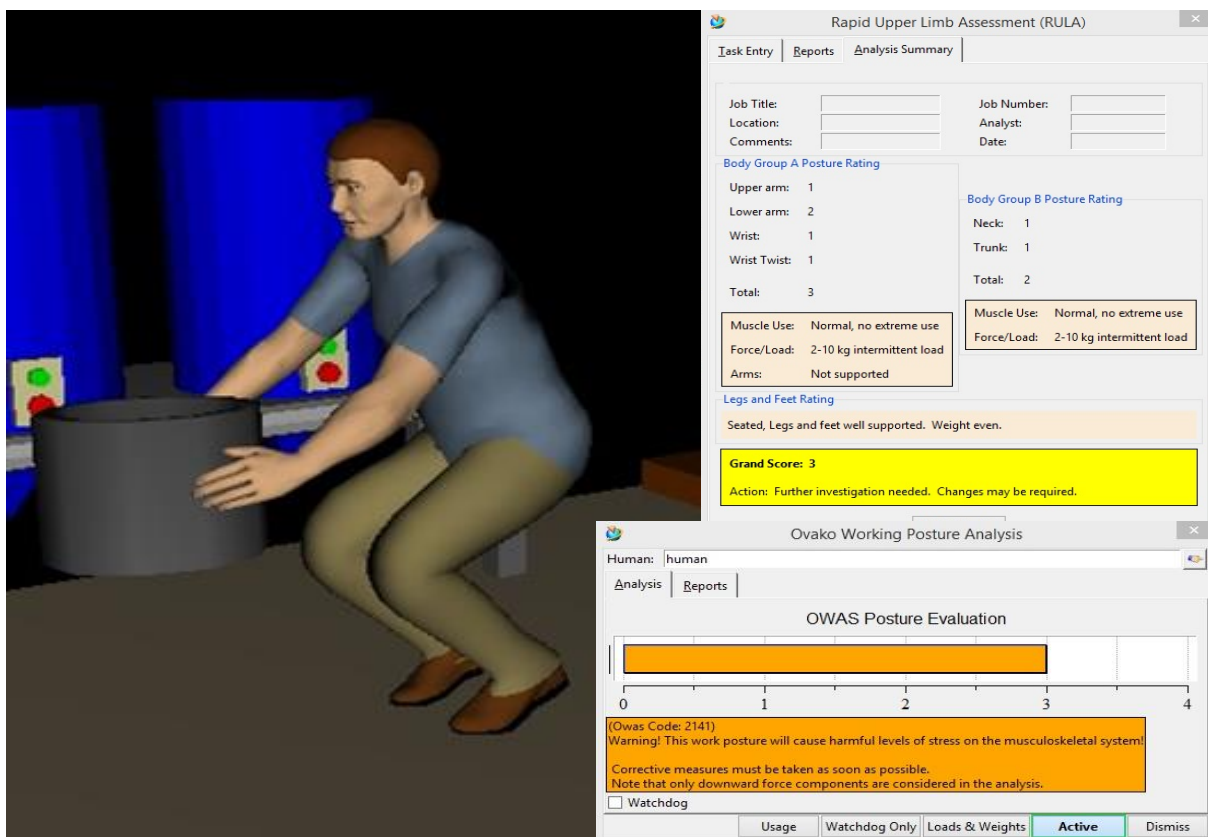 Rapid Upper Limb Assessment (RULA)
Task Entry Reports Analysis Summary
Job Title: Job Number:
Location: Analyst:
Comments: Date:
Body Group A Posture Rating
Upper arm: 1
Lower arm: 2
Wrist: 1
Wrist Twist: 1
Total: 3
Muscle Use: Normal, no extreme use
Force/Load: 2-10 kg intermittent load
Arms: Not supported
Body Group B Posture Rating
Neck: 1
Trunk: 1
Total: 2
Muscle Use: Normal, no extreme use
Force/Load: 2-10 kg intermittent load
Legs and Feet Rating
Seated, Legs and feet well supported. Weight even.
Grand Score: 3
Action: Further investigation needed. Changes may be required.
Ovako Working Posture Analysis
Human: human
Analysis Reports
OWAS Posture Evaluation
0 1 2 3 4
(Owas Code: 2141)
Warning! This work posture will cause harmful levels of stress on the musculoskeletal system!
Corrective measures must be taken as soon as possible.
Note that only downward force components are considered in the analysis.
Watchdog
Usage Watchdog Only Loads & Weights Active Dismiss